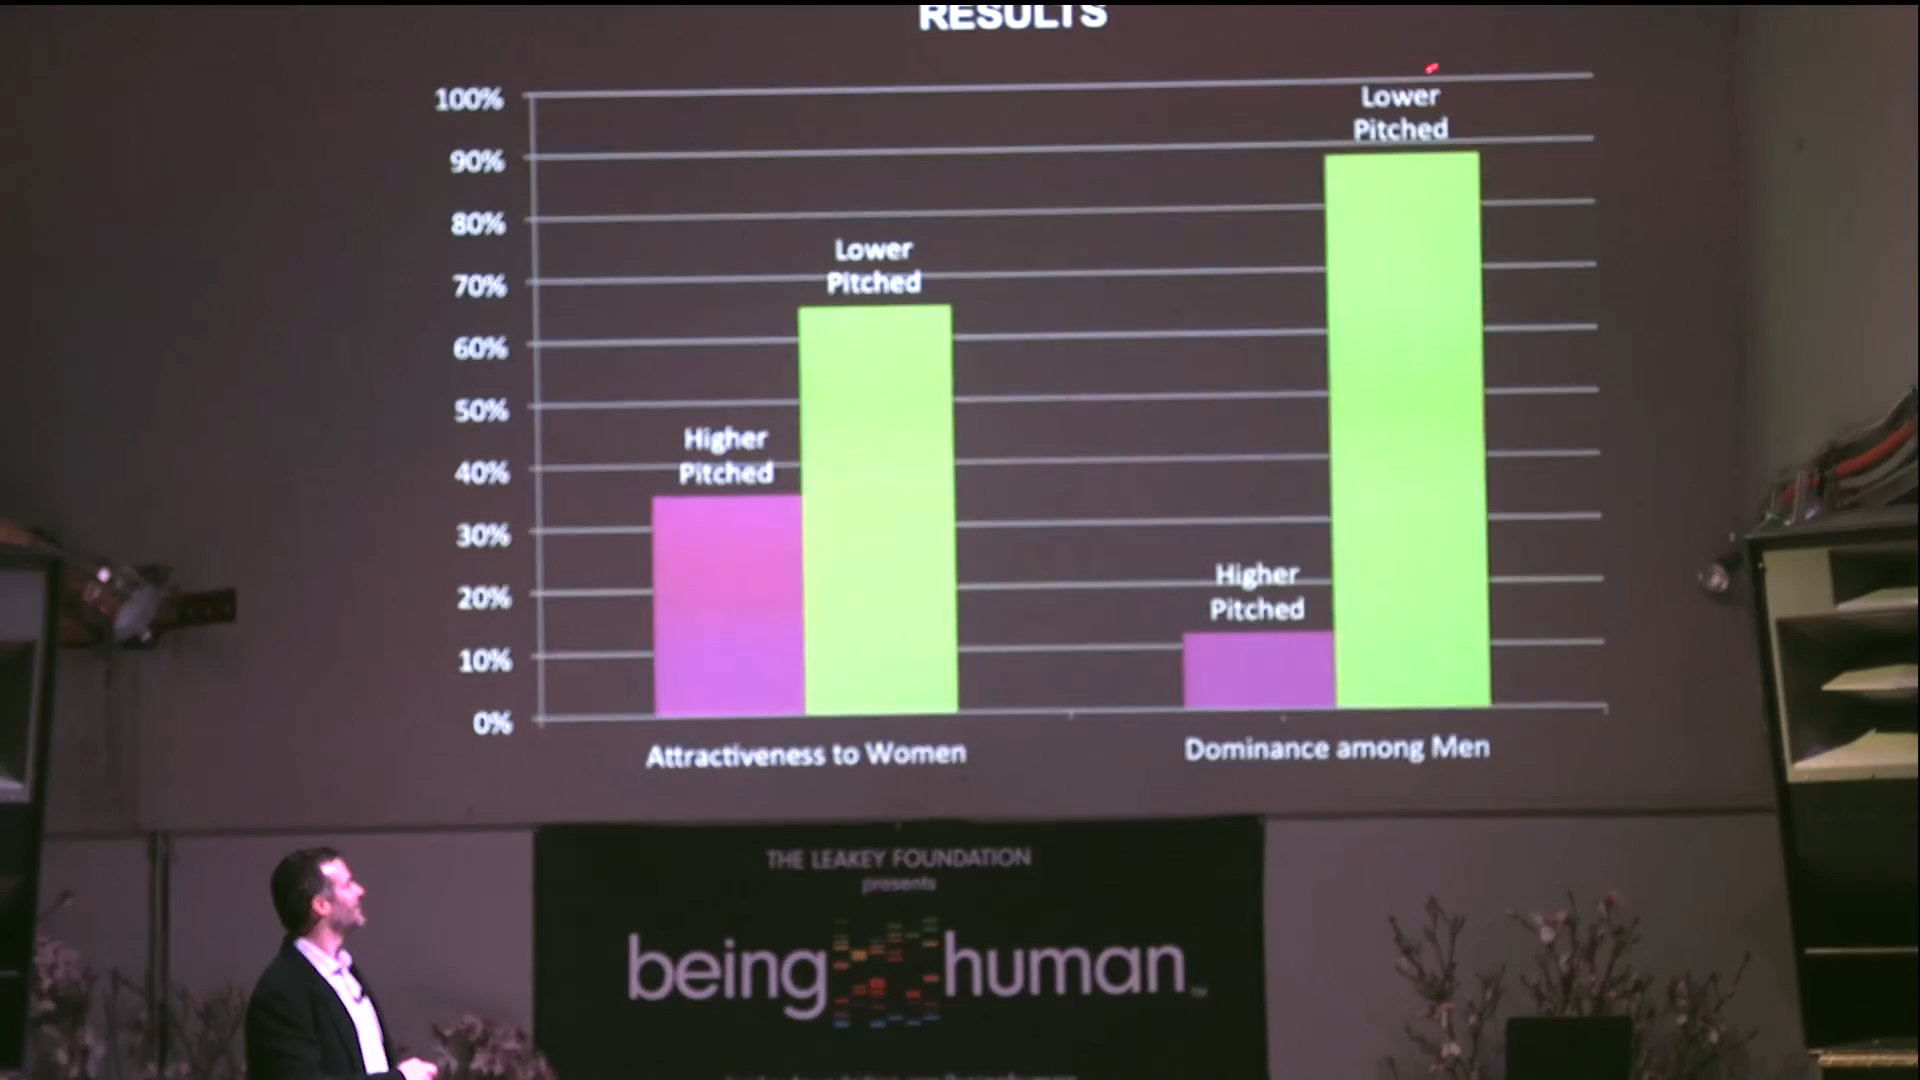 RESULTS
100%
90%
80%
70%
60%
50%
40%
30%
20%
10%
0%
Higher
Pitched
Lower
Pitched
Higher
Pitched
Lower
Pitched
Attractiveness to Women
Dominance among Men
THE LEAKEY FOUNDATION
presents
being human™